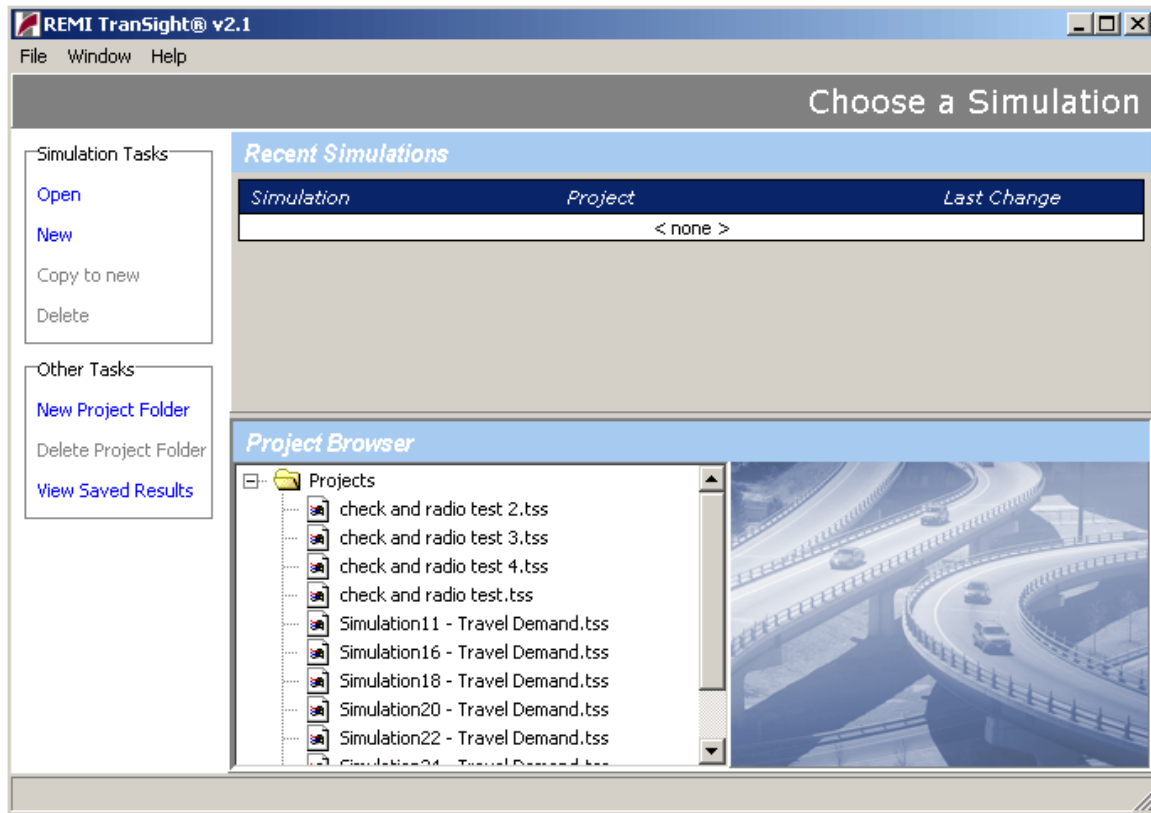 REMI TranSight® v2.1
File Window Help
Choose a Simulation
Simulation Tasks
Open
New
Copy to new
Delete
Other Tasks
New Project Folder
Delete Project Folder
View Saved Results
Recent Simulations
Simulation Project Last Change
< none >
Project Browser
Projects
check and radio test 2.tss
check and radio test 3.tss
check and radio test 4.tss
check and radio test.tss
Simulation11 - Travel Demand.tss
Simulation16 - Travel Demand.tss
Simulation18 - Travel Demand.tss
Simulation20 - Travel Demand.tss
Simulation22 - Travel Demand.tss